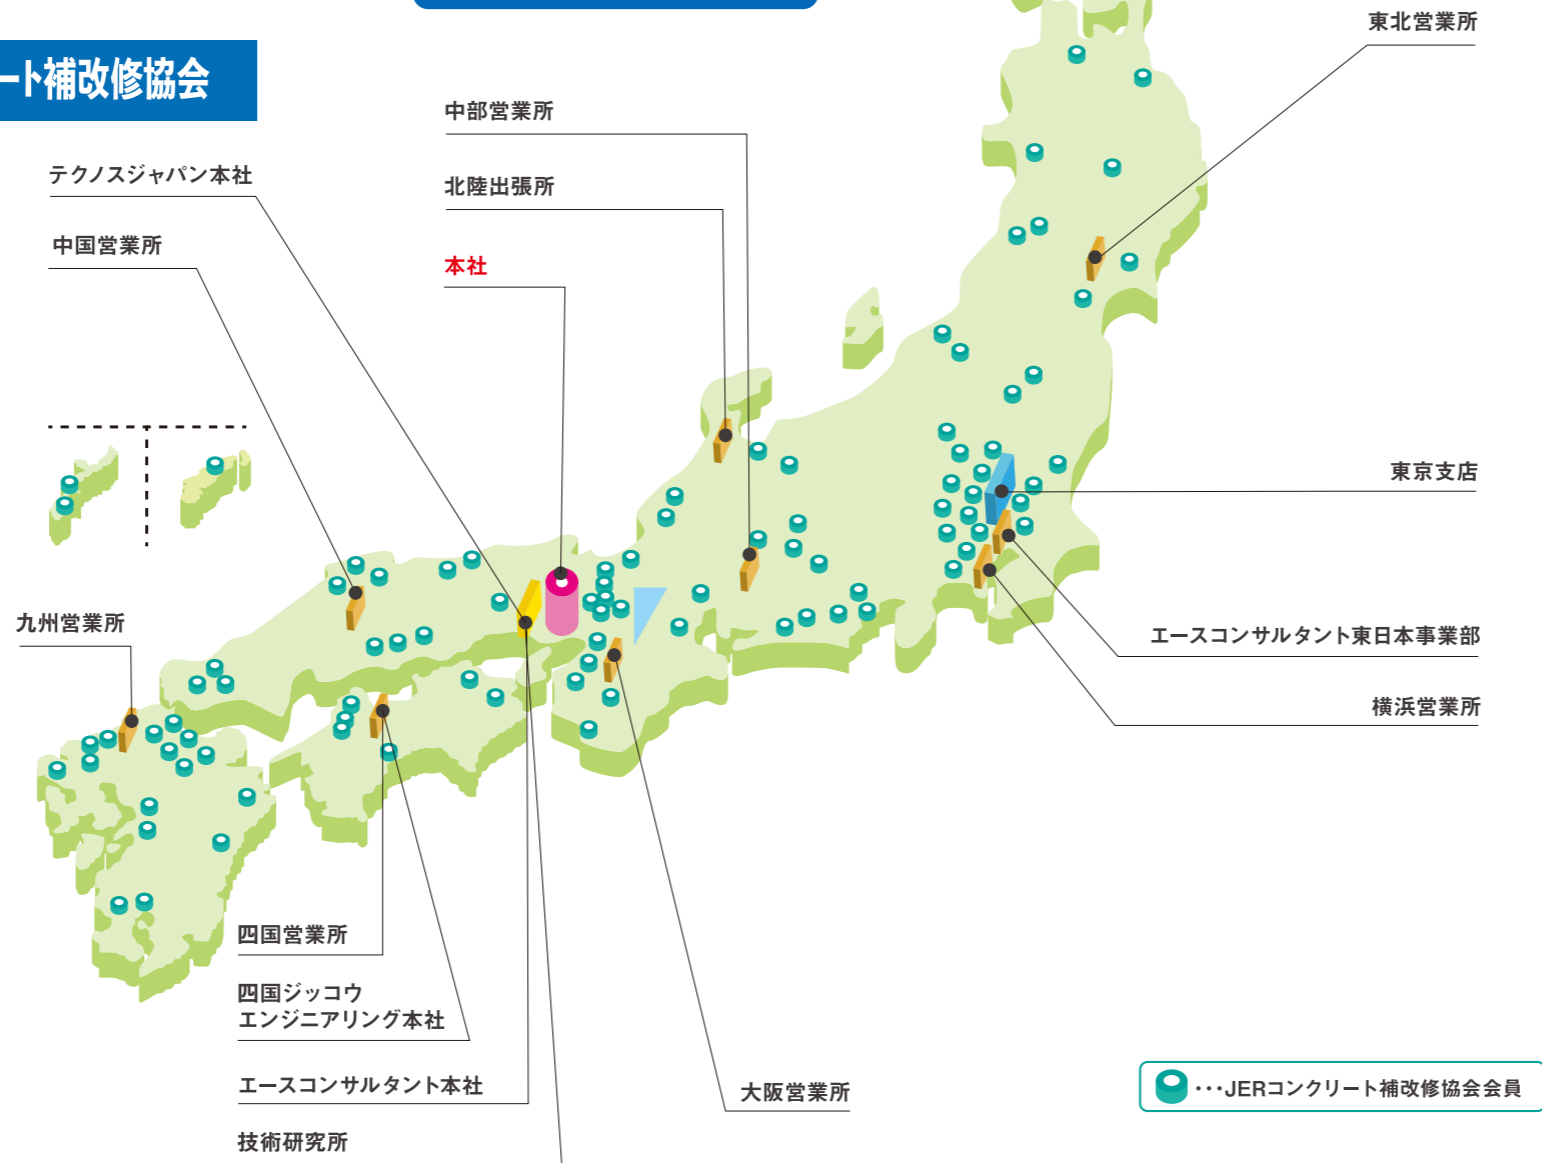 ート補改修協会
東北営業所
中部営業所
テクノスジャパン本社
北陸出張所
中国営業所
本社
東京支店
九州営業所
エースコンサルタント東日本事業部
横浜営業所
四国営業所
四国ジッコウ
エンジニアリング本社
エースコンサルタント本社
大阪営業所
・・・JERコンクリート補改修協会会員
技術研究所